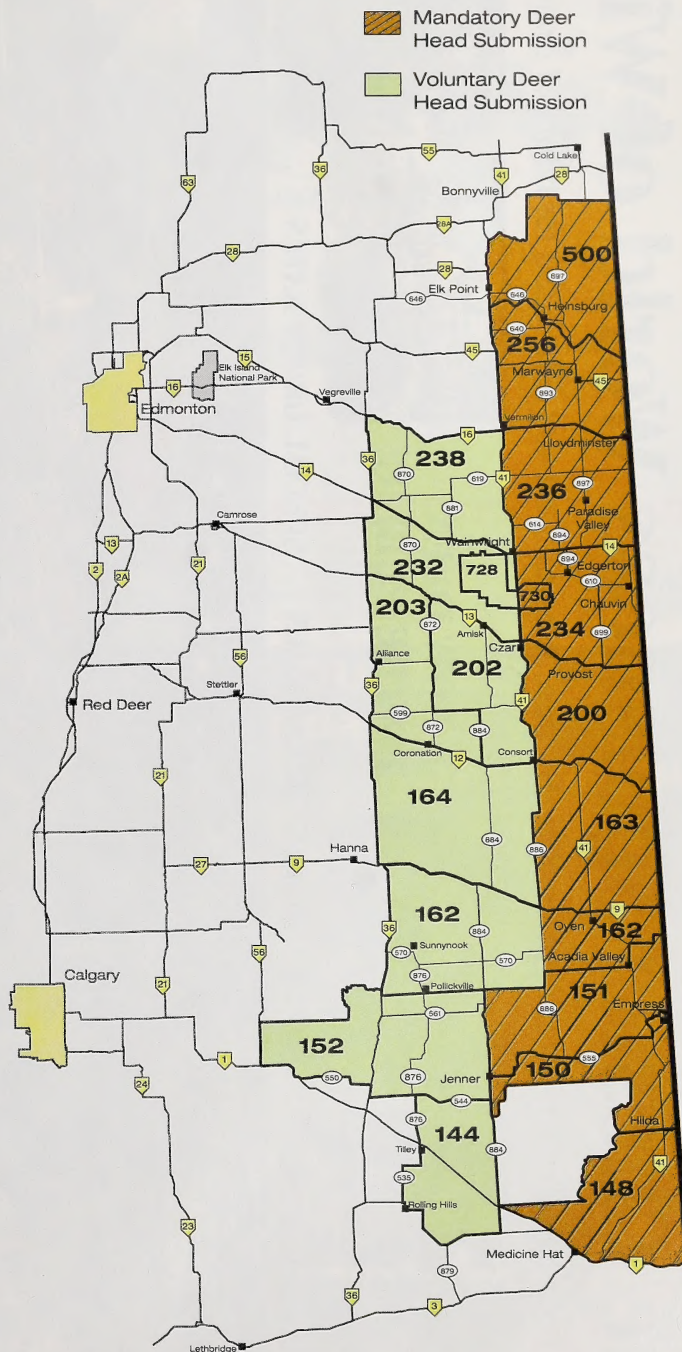 Mandatory Deer
Head Submission
Voluntary Deer
Head Submission
55
Cold Lake
36
41
28
63
Bonnyville
28A
28
500
28
697
Elk Point
646
646
Heinsburg
640
256
15
45
Elk Island
National Park
Marwayne
16
45
Vegreville
893
Edmonton
Vermilion
16
Lloydminster
36
238
14
870
619
41
236
897
881
Paradise
Valley
Camrose
614
894
13
870
Wainwright
14
2
2A
21
232
728
894
Edgerton
610
203
730
Chauvin
13
872
234
899
56
Amisk
Alliance
202
Czar
36
Provost
Stettler
41
Red Deer
599
872
884
200
Coronation
12
Consort
21
164
163
884
886
41
Hanna
27
9
9
162
Oyen
162
36
884
56
Sunnynook
570
570
Acadia Valley
Calgary
21
876
151
Pollickville
Empress
561
886
152
555
1
550
876
Jenner
150
24
544
876
144
Hilda
Tilley
884
41
535
148
Rolling Hills
23
Medicine Hat
1
879
36
3
Lethbridge